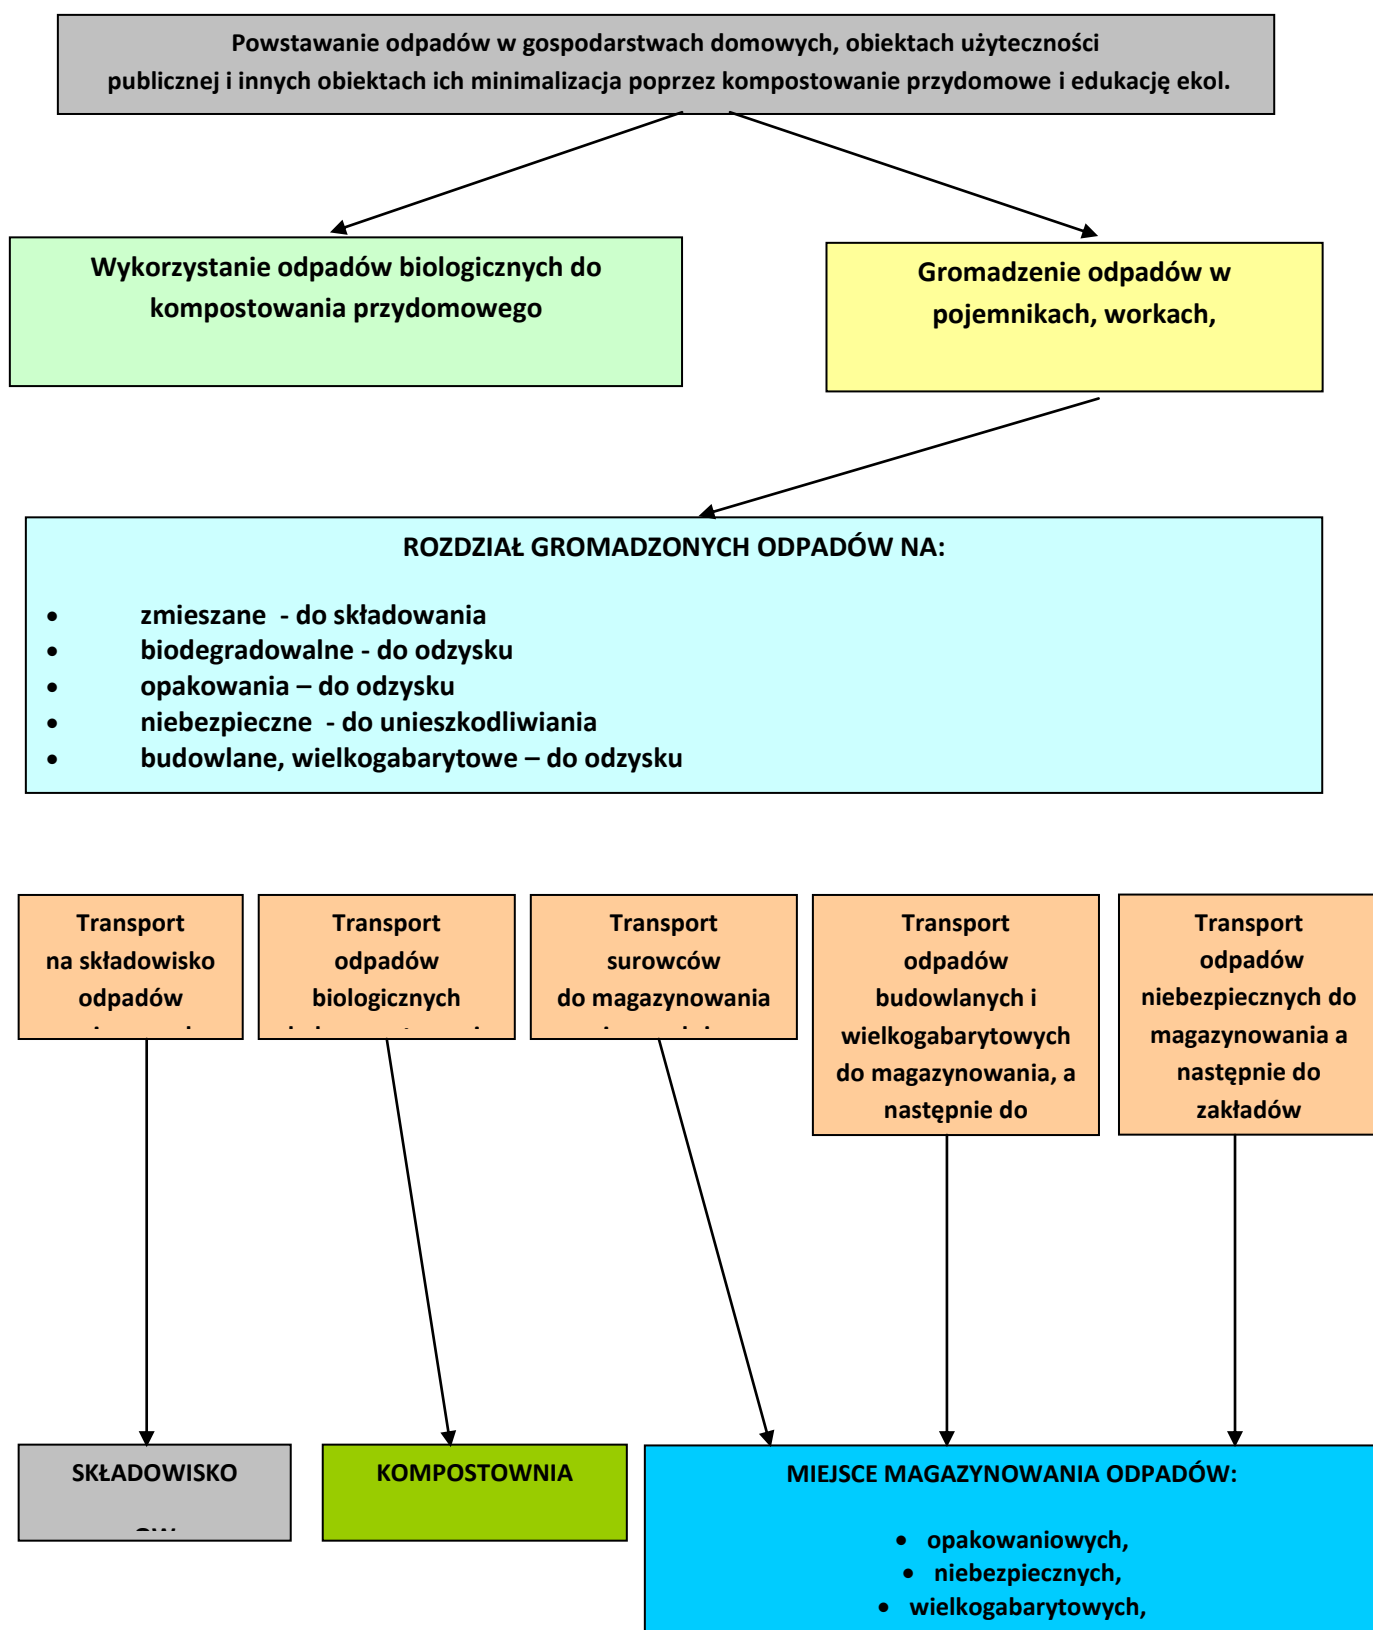 Powstawanie odpadów w gospodarstwach domowych, obiektach użyteczności
publicznej i innych obiektach ich minimalizacja poprzez kompostowanie przydomowe i edukację ekol.
Wykorzystanie odpadów biologicznych do
kompostowania przydomowego
Gromadzenie odpadów w
pojemnikach, workach,
ROZDZIAŁ GROMADZONYCH ODPADÓW NA:
• zmieszane - do składowania
• biodegradowalne - do odzysku
• opakowania – do odzysku
• niebezpieczne - do unieszkodliwiania
• budowlane, wielkogabarytowe – do odzysku
Transport
na składowisko
odpadów
Transport
odpadów
biologicznych
Transport
surowców
do magazynowania
Transport
odpadów
budowlanych i
wielkogabarytowych
do magazynowania, a
następnie do
Transport
odpadów
niebezpiecznych do
magazynowania a
następnie do
zakładów
SKŁADOWISKO
KOMPOSTOWNIA
MIEJSCE MAGAZYNOWANIA ODPADÓW:
• opakowaniowych,
• niebezpiecznych,
• wielkogabarytowych,